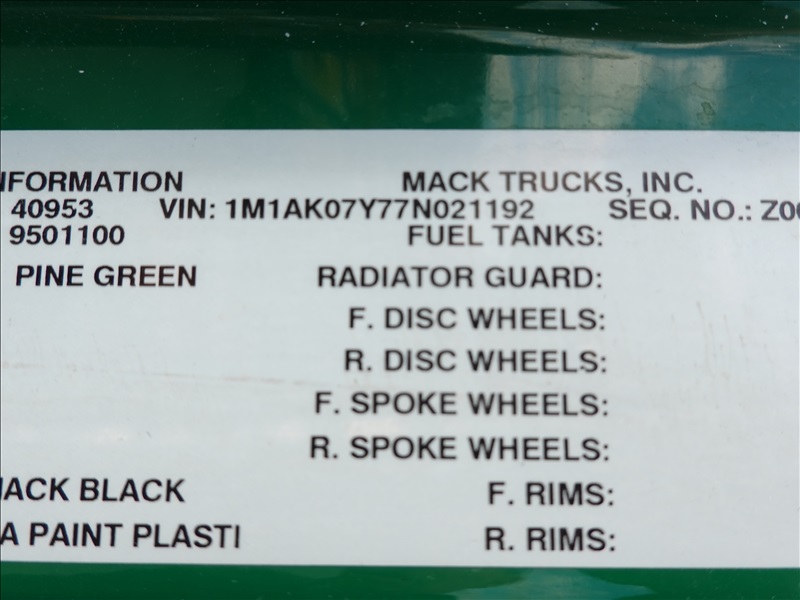 NFORMATION MACK TRUCKS, INC.
40953 VIN: 1M1AK07Y77N021192 SEQ. NO.: Z00
9501100 FUEL TANKS:
PINE GREEN RADIATOR GUARD:
F. DISC WHEELS:
R. DISC WHEELS:
F. SPOKE WHEELS:
R. SPOKE WHEELS:
ACK BLACK F. RIMS:
A PAINT PLASTI R. RIMS: